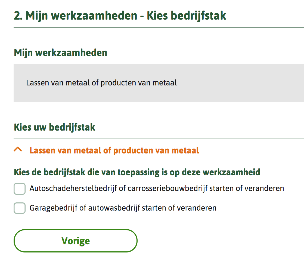 2. Mijn werkzaamheden - Kies bedrijfstak
Mijn werkzaamheden
Lassen van metaal of producten van metaal
Kies uw bedrijfstak
Lassen van metaal of producten van metaal
Kies de bedrijfstak die van toepassing is op deze werkzaamheid
Autoschadeherstelbedrijf of carrosseriebouwbedrijf starten of veranderen
Garagebedrijf of autowasbedrijf starten of veranderen
Vorige